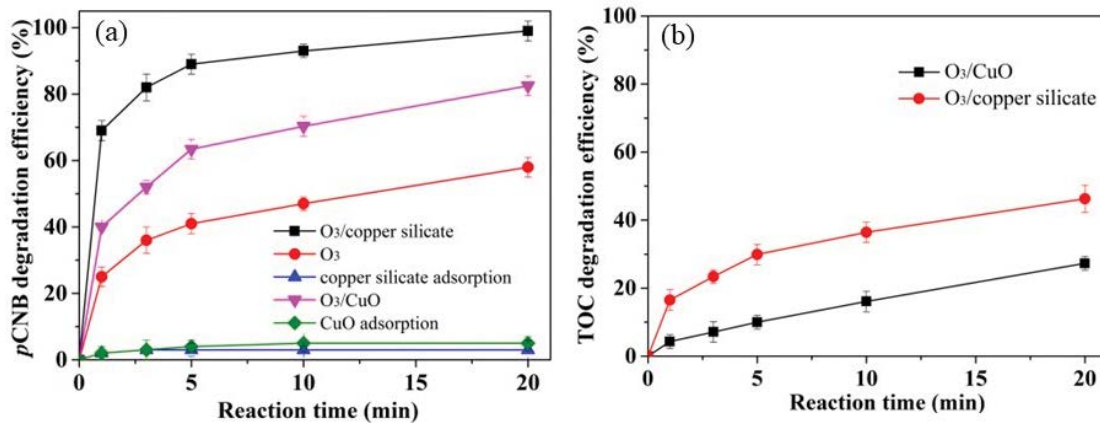 (a)
pCNB degradation efficiency (%)
100
80
60
40
20
0
O₃/copper silicate
O₃
copper silicate adsorption
O₃/CuO
CuO adsorption
0 5 10 15 20
Reaction time (min)
(b)
TOC degradation efficiency (%)
100
80
60
40
20
0
O₃/CuO
O₃/copper silicate
0 5 10 15 20
Reaction time (min)